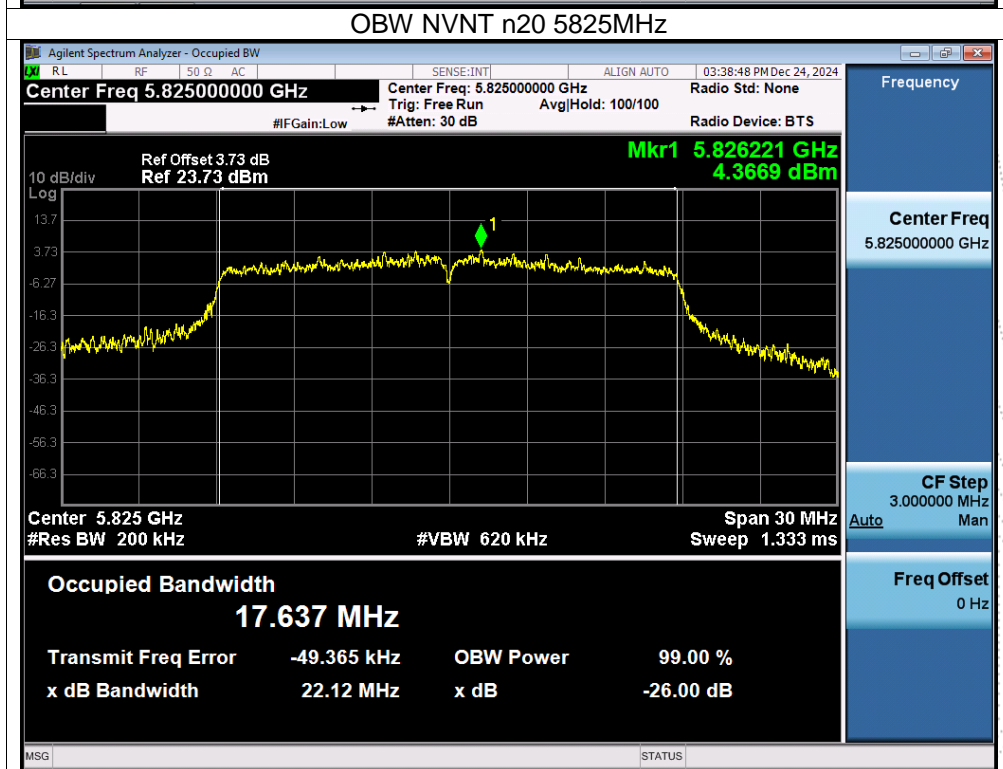 OBW NVNT n20 5825MHz
Agilent Spectrum Analyzer - Occupied BW
LXI RL RF 50 Ω AC SENSE:INT ALIGN AUTO 03:38:48 PM Dec 24, 2024
Center Freq 5.825000000 GHz
Center Freq: 5.825000000 GHz
Radio Std: None
Trig: Free Run Avg|Hold: 100/100
#IFGain:Low
#Atten: 30 dB
Radio Device: BTS
Frequency
Mkr1 5.826221 GHz
4.3669 dBm
Ref Offset 3.73 dB
10 dB/div Ref 23.73 dBm
Log
13.7
3.73
-6.27
-16.3
-26.3
-36.3
-46.3
-56.3
-66.3
1
Center 5.825 GHz
Span 30 MHz
#Res BW 200 kHz
#VBW 620 kHz
Sweep 1.333 ms
Center Freq
5.825000000 GHz
CF Step
3.000000 MHz
Auto Man
Freq Offset
0 Hz
Occupied Bandwidth
17.637 MHz
Transmit Freq Error -49.365 kHz OBW Power 99.00 %
x dB Bandwidth 22.12 MHz x dB -26.00 dB
MSG STATUS